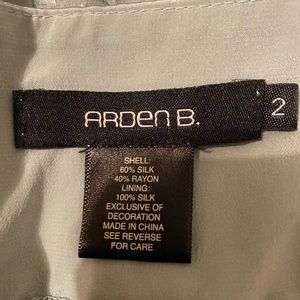 ARDEN B.
2
SHELL:
60% SILK
40% RAYON
LINING:
100% SILK
EXCLUSIVE OF
DECORATION
MADE IN CHINA
SEE REVERSE
FOR CARE